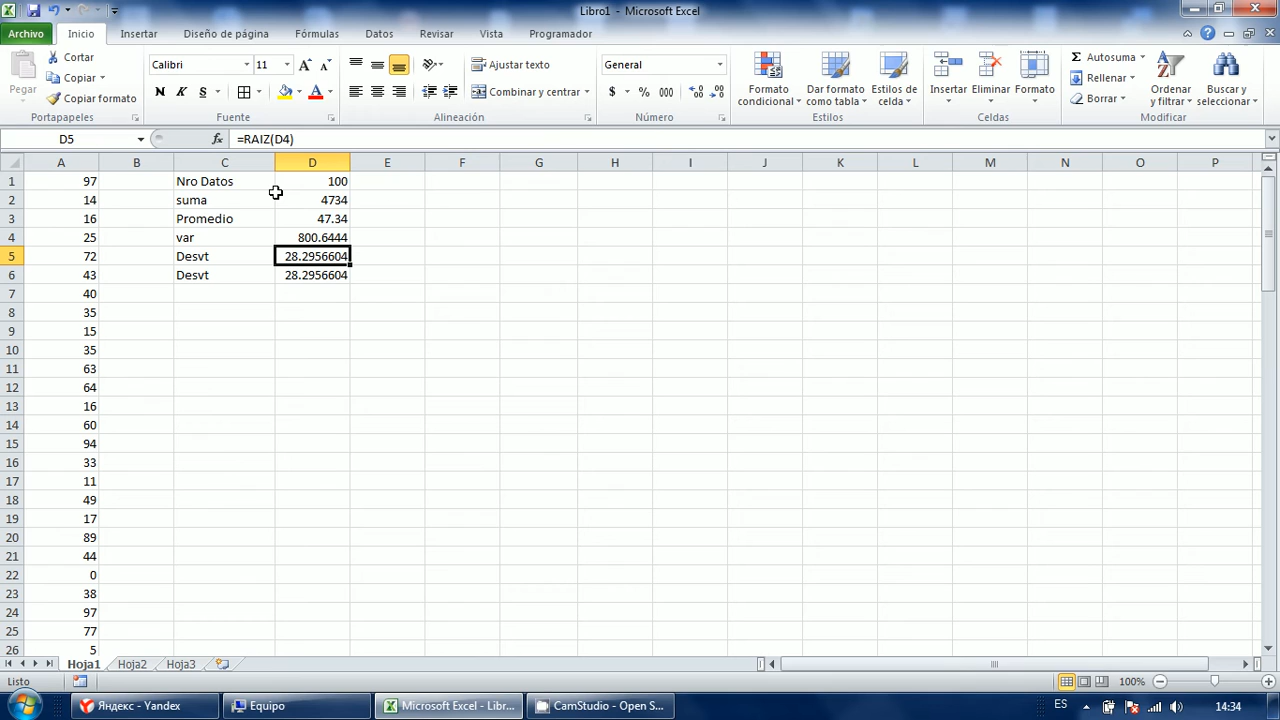 Libro1 - Microsoft Excel
Archivo Inicio Insertar Diseño de página Fórmulas Datos Revisar Vista Programador
Cortar
Copiar
Copiar formato
Pegar
Portapapeles
Calibri 11
N K S
Fuente
Ajustar texto
Combinar y centrar
Alineación
General
$ % 000
Número
Formato condicional
Dar formato como tabla
Estilos de celda
Estilos
Insertar Eliminar Formato
Celdas
Autosuma
Rellenar
Borrar
Ordenar y filtrar
Buscar y seleccionar
Modificar
D5 fx =RAIZ(D4)
A B C D E F G H I J K L M N O P
1 97 Nro Datos 100
2 14 suma 4734
3 16 Promedio 47.34
4 25 var 800.6444
5 72 Desvt 28.2956604
6 43 Desvt 28.2956604
7 40
8 35
9 15
10 35
11 63
12 64
13 16
14 60
15 94
16 33
17 11
18 49
19 17
20 89
21 44
22 0
23 38
24 97
25 77
26 5
Hoja1 Hoja2 Hoja3
Listo 100%
Яндекс - Yandex Equipo Microsoft Excel - Libr... CamStudio - Open S... ES 14:34